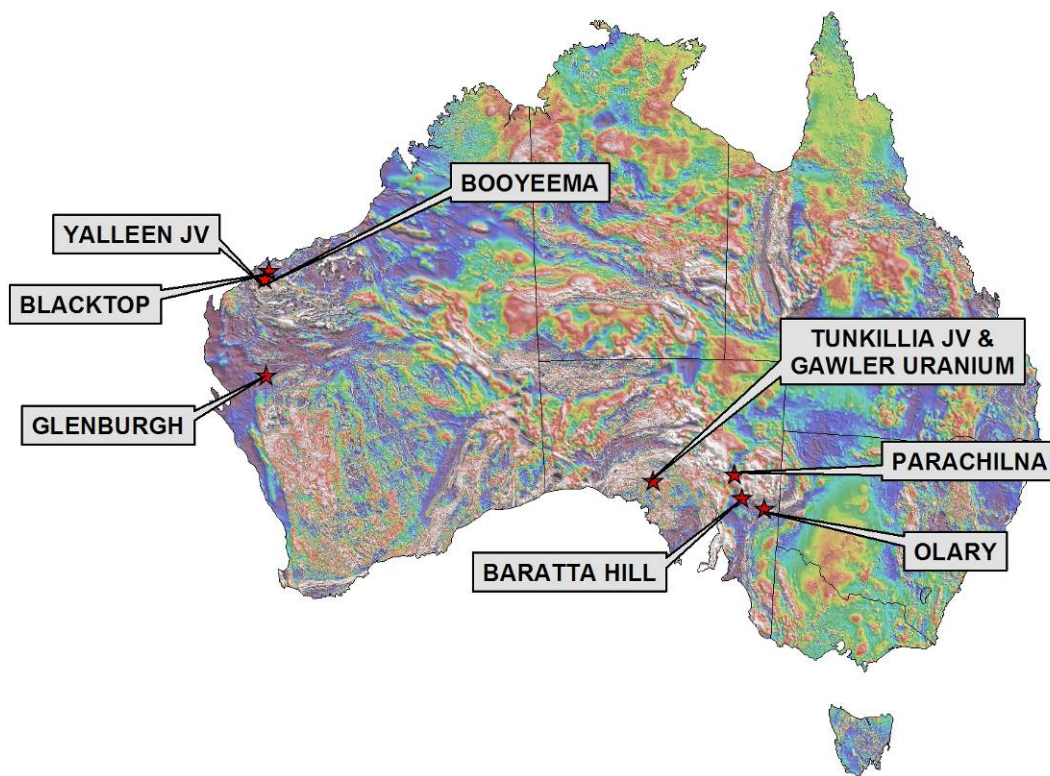 BOOYEEMA
YALLEEN JV
BLACKTOP
TUNKILLIA JV &
GAWLER URANIUM
GLENBURGH
PARACHILNA
OLARY
BARATTA HILL